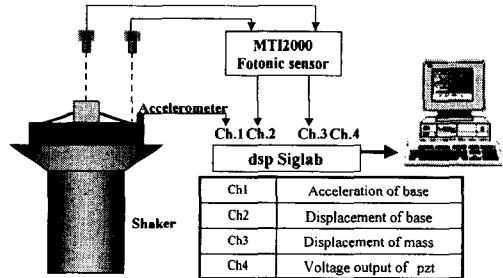 MTI2000
Fotonic sensor
Accelerometer
Ch.1 Ch.2 Ch.3 Ch.4
dsp Siglab
Shaker
Ch1 Acceleration of base
Ch2 Displacement of base
Ch3 Displacement of mass
Ch4 Voltage output of pzt